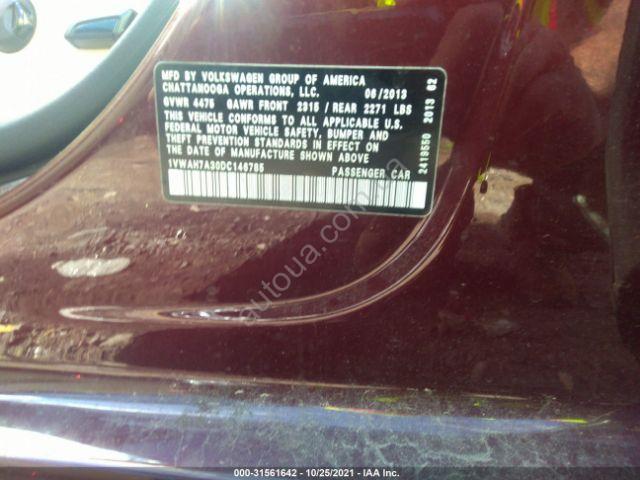 MFD BY VOLKSWAGEN GROUP OF AMERICA
CHATTANOOGA OPERATIONS, LLC. 06/2013
GVWR 4475 GAWR FRONT 2315 / REAR 2271 LBS
THIS VEHICLE CONFORMS TO ALL APPLICABLE U.S.
FEDERAL MOTOR VEHICLE SAFETY, BUMPER AND
THEFT PREVENTION STANDARDS IN EFFECT ON
THE DATE OF MANUFACTURE SHOWN ABOVE
1VWAH7A30DC146785 PASSENGER CAR
2419550 2013 02
autoua.com.ua
000-31561642 / 10/25/2021 - IAA Inc.